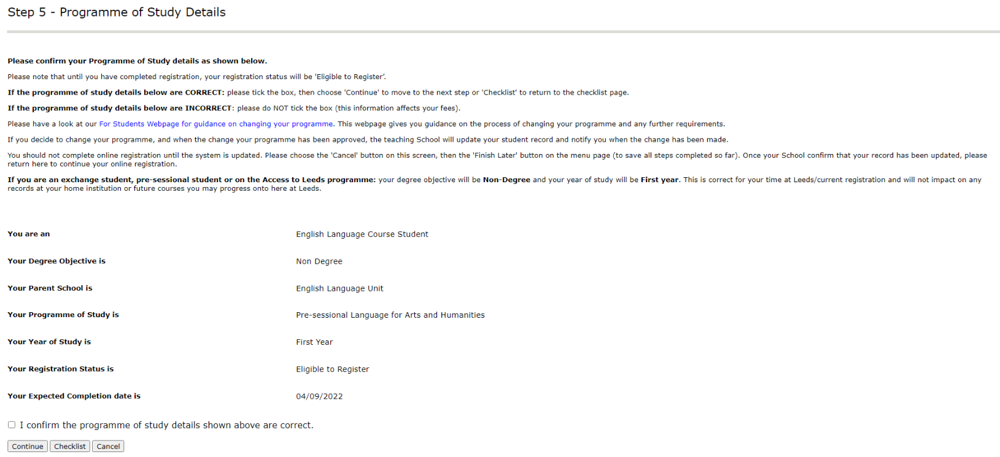 Step 5 - Programme of Study Details
Please confirm your Programme of Study details as shown below.
Please note that until you have completed registration, your registration status will be 'Eligible to Register'.
If the programme of study details below are CORRECT: please tick the box, then choose 'Continue' to move to the next step or 'Checklist' to return to the checklist page.
If the programme of study details below are INCORRECT: please do NOT tick the box (this information affects your fees).
Please have a look at our For Students Webpage for guidance on changing your programme. This webpage gives you guidance on the process of changing your programme and any further requirements.
If you decide to change your programme, and when the change your programme has been approved, the teaching School will update your student record and notify you when the change has been made.
You should not complete online registration until the system is updated. Please choose the 'Cancel' button on this screen, then the 'Finish Later' button on the menu page (to save all steps completed so far). Once your School confirm that your record has been updated, please
return here to continue your online registration.
If you are an exchange student, pre-sessional student or on the Access to Leeds programme: your degree objective will be Non-Degree and your year of study will be First year. This is correct for your time at Leeds/current registration and will not impact on any
records at your home institution or future courses you may progress onto here at Leeds.
You are an English Language Course Student
Your Degree Objective is Non Degree
Your Parent School is English Language Unit
Your Programme of Study is Pre-sessional Language for Arts and Humanities
Your Year of Study is First Year
Your Registration Status is Eligible to Register
Your Expected Completion date is 04/09/2022
I confirm the programme of study details shown above are correct.
Continue Checklist Cancel